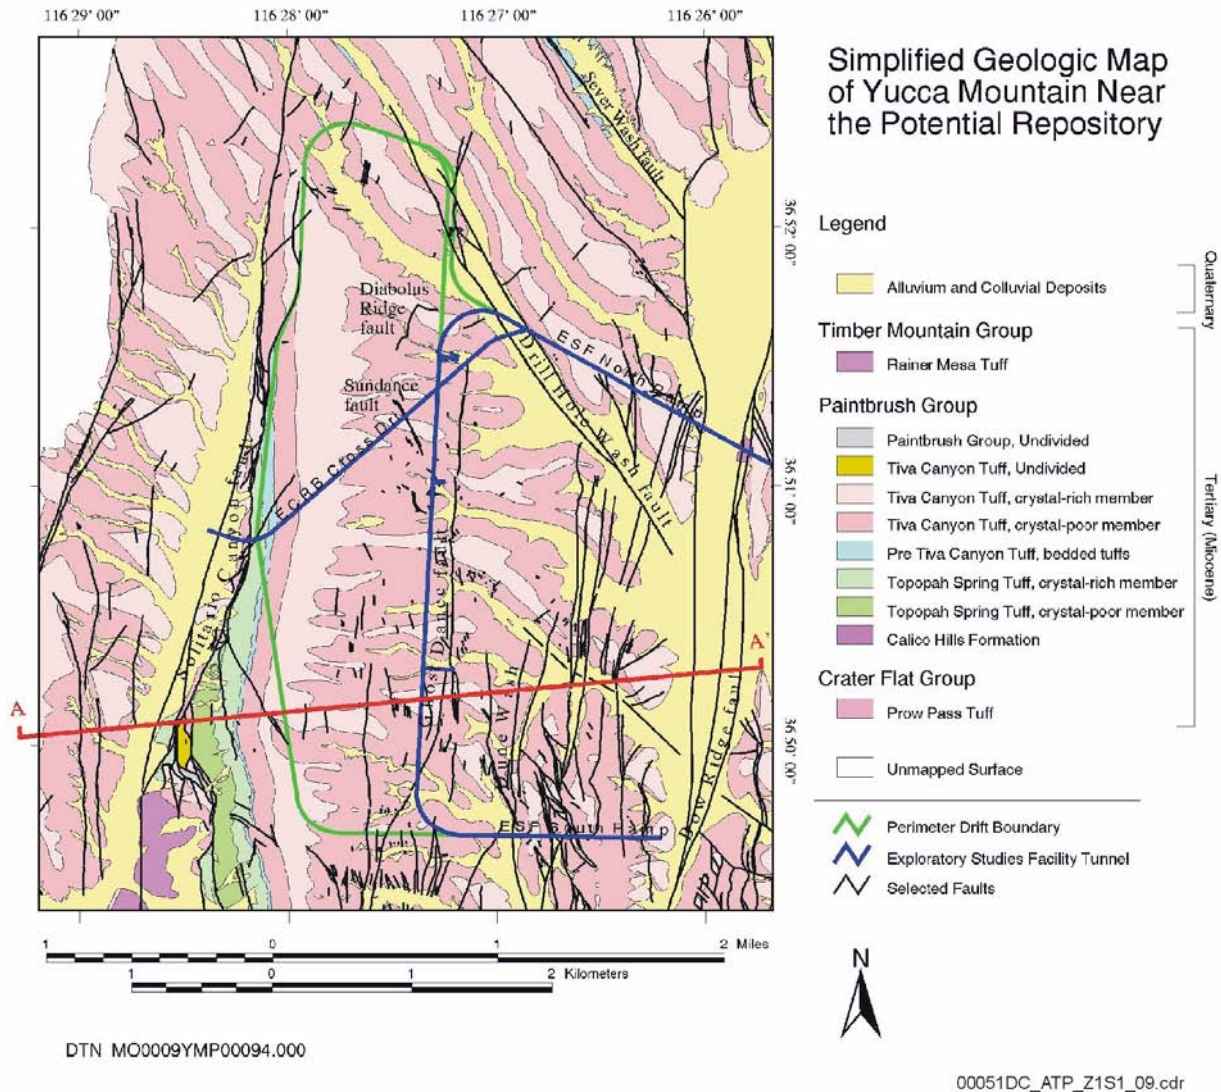 116 29' 00"
116 28' 00"
116 27' 00"
116 26' 00"
Simplified Geologic Map
of Yucca Mountain Near
the Potential Repository
Sever Wash fault
36 52' 00"
Legend
Quaternary
Alluvium and Colluvial Deposits
Diabolus
Ridge
fault
Timber Mountain Group
Rainer Mesa Tuff
ESF North Ramp
Drill Hole Wash fault
Sundance
fault
Paintbrush Group
Paintbrush Group, Undivided
Tiva Canyon Tuff, Undivided
Tiva Canyon Tuff, crystal-rich member
Tiva Canyon Tuff, crystal-poor member
Pre Tiva Canyon Tuff, bedded tuffs
Topopah Spring Tuff, crystal-rich member
Topopah Spring Tuff, crystal-poor member
Calico Hills Formation
Tertiary (Miocene)
ECRB Cross Drift
36 51' 00"
Solitario Canyon fault
Ghost Dance fault
A
A'
Crater Flat Group
Prow Pass Tuff
Dune Wash
Bow Ridge fault
36 50' 00"
Unmapped Surface
ESF South Ramp
Perimeter Drift Boundary
Exploratory Studies Facility Tunnel
Selected Faults
1 0 1 2 Miles
1 0 1 2 Kilometers
N
DTN MO0009YMP00094.000
00051DC_ATP_Z1S1_09.cdr